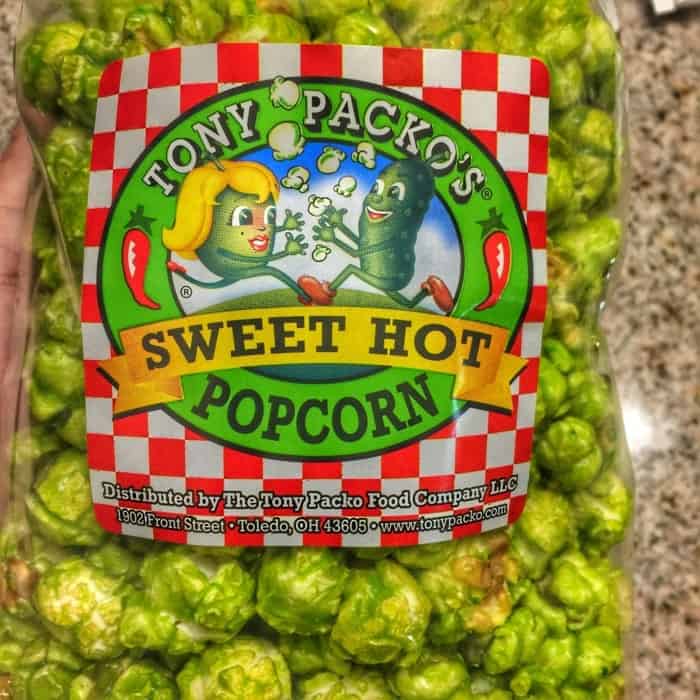 TONY PACKO'S®
®
SWEET HOT
POPCORN
Distributed by The Tony Packo Food Company LLC
1902 Front Street • Toledo, OH 43605 • www.tonypacko.com